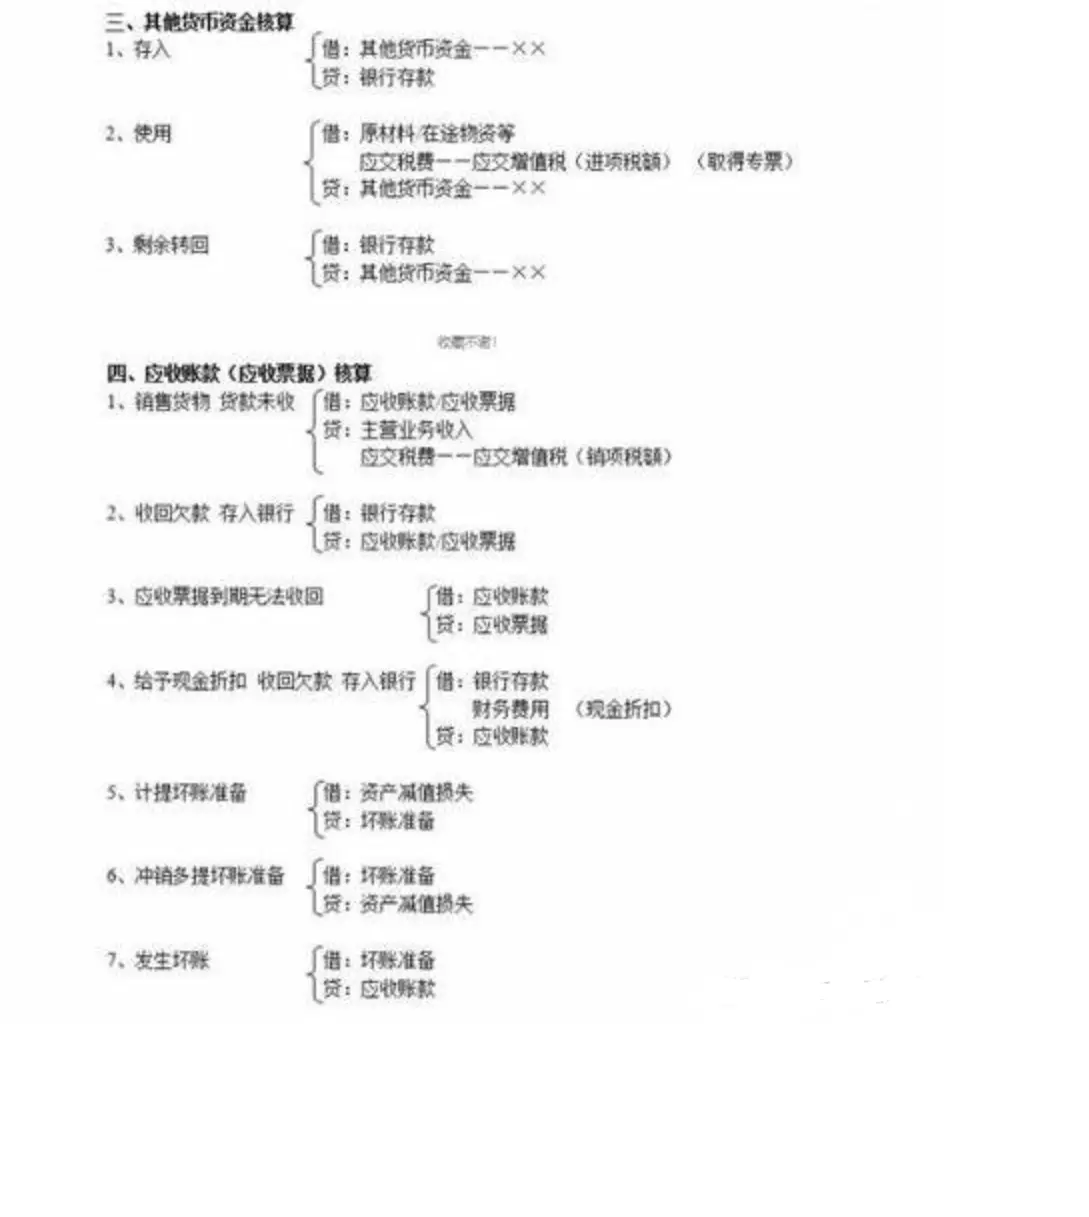 三、其他货币资金核算
1、存入 借：其他货币资金——××
贷：银行存款
2、使用 借：原材料/在途物资等
应交税费——应交增值税（进项税额）（取得专票）
贷：其他货币资金——××
3、剩余转回 借：银行存款
贷：其他货币资金——××
收藏不谢！
四、应收账款（应收票据）核算
1、销售货物 货款未收 借：应收账款/应收票据
贷：主营业务收入
应交税费——应交增值税（销项税额）
2、收回欠款 存入银行 借：银行存款
贷：应收账款/应收票据
3、应收票据到期无法收回 借：应收账款
贷：应收票据
4、给予现金折扣 收回欠款 存入银行 借：银行存款
财务费用 （现金折扣）
贷：应收账款
5、计提坏账准备 借：资产减值损失
贷：坏账准备
6、冲销多提坏账准备 借：坏账准备
贷：资产减值损失
7、发生坏账 借：坏账准备
贷：应收账款